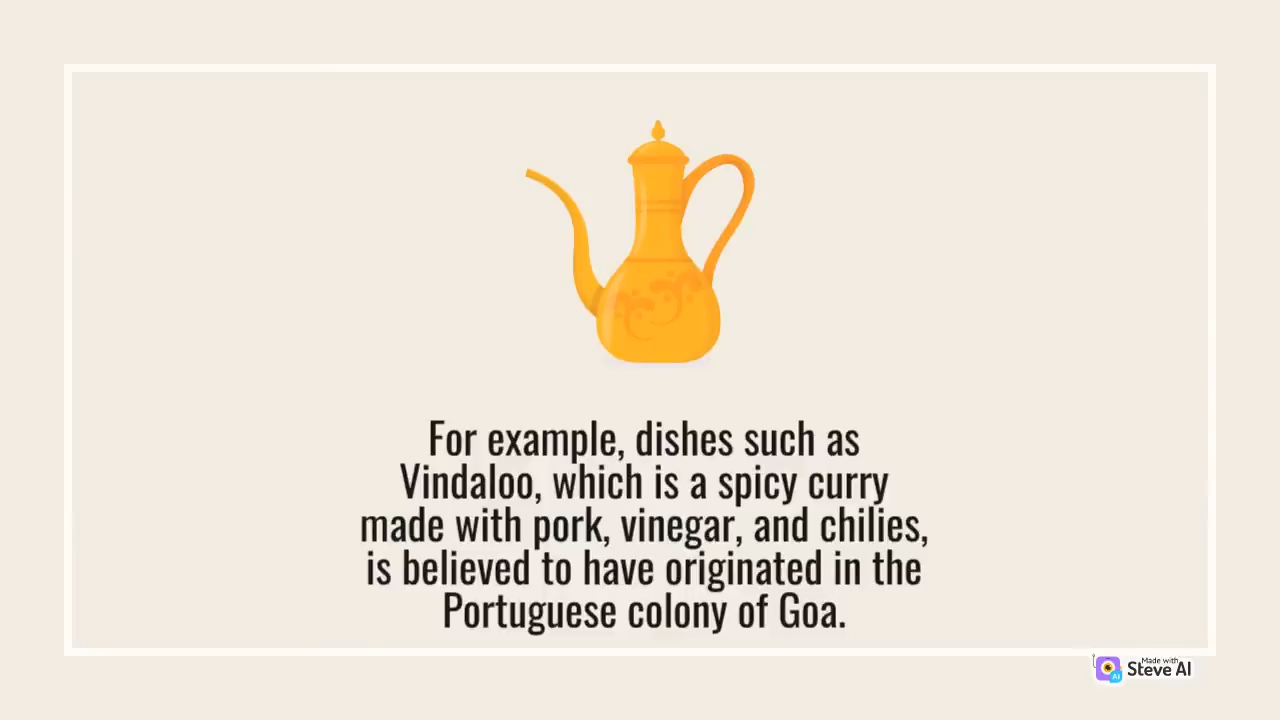 For example, dishes such as
Vindaloo, which is a spicy curry
made with pork, vinegar, and chilies,
is believed to have originated in the
Portuguese colony of Goa.
Made with
AI Steve AI